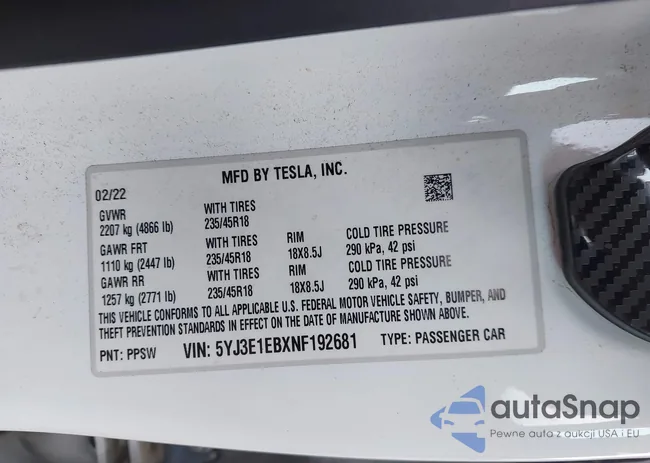 MFD BY TESLA, INC.
02/22
GVWR WITH TIRES
2207 kg (4866 lb) 235/45R18
GAWR FRT WITH TIRES RIM COLD TIRE PRESSURE
1110 kg (2447 lb) 235/45R18 18X8.5J 290 kPa, 42 psi
GAWR RR WITH TIRES RIM COLD TIRE PRESSURE
1257 kg (2771 lb) 235/45R18 18X8.5J 290 kPa, 42 psi
THIS VEHICLE CONFORMS TO ALL APPLICABLE U.S. FEDERAL MOTOR VEHICLE SAFETY, BUMPER, AND
THEFT PREVENTION STANDARDS IN EFFECT ON THE DATE OF MANUFACTURE SHOWN ABOVE.
PNT: PPSW VIN: 5YJ3E1EBXNF192681 TYPE: PASSENGER CAR
autoSnap
Pewne auta z aukcji USA i EU